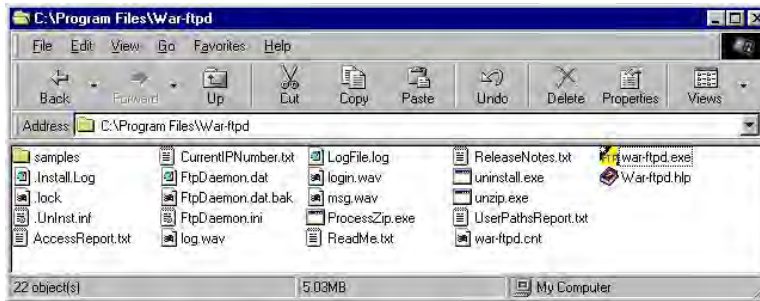 C:\Program Files\War-ftpd
File Edit View Go Favorites Help
Back Forward Up Cut Copy Paste Undo Delete Properties Views
Address C:\Program Files\War-ftpd
samples CurrentIPNumber.txt LogFile.log ReleaseNotes.txt war-ftpd.exe
.Install.Log FtpDaemon.dat login.wav uninstall.exe War-ftpd.hlp
.lock FtpDaemon.dat.bak msg.wav unzip.exe
.UnInst.inf FtpDaemon.ini ProcessZip.exe UserPathsReport.txt
AccessReport.txt log.wav ReadMe.txt war-ftpd.cnt
22 object(s) 5.03MB My Computer